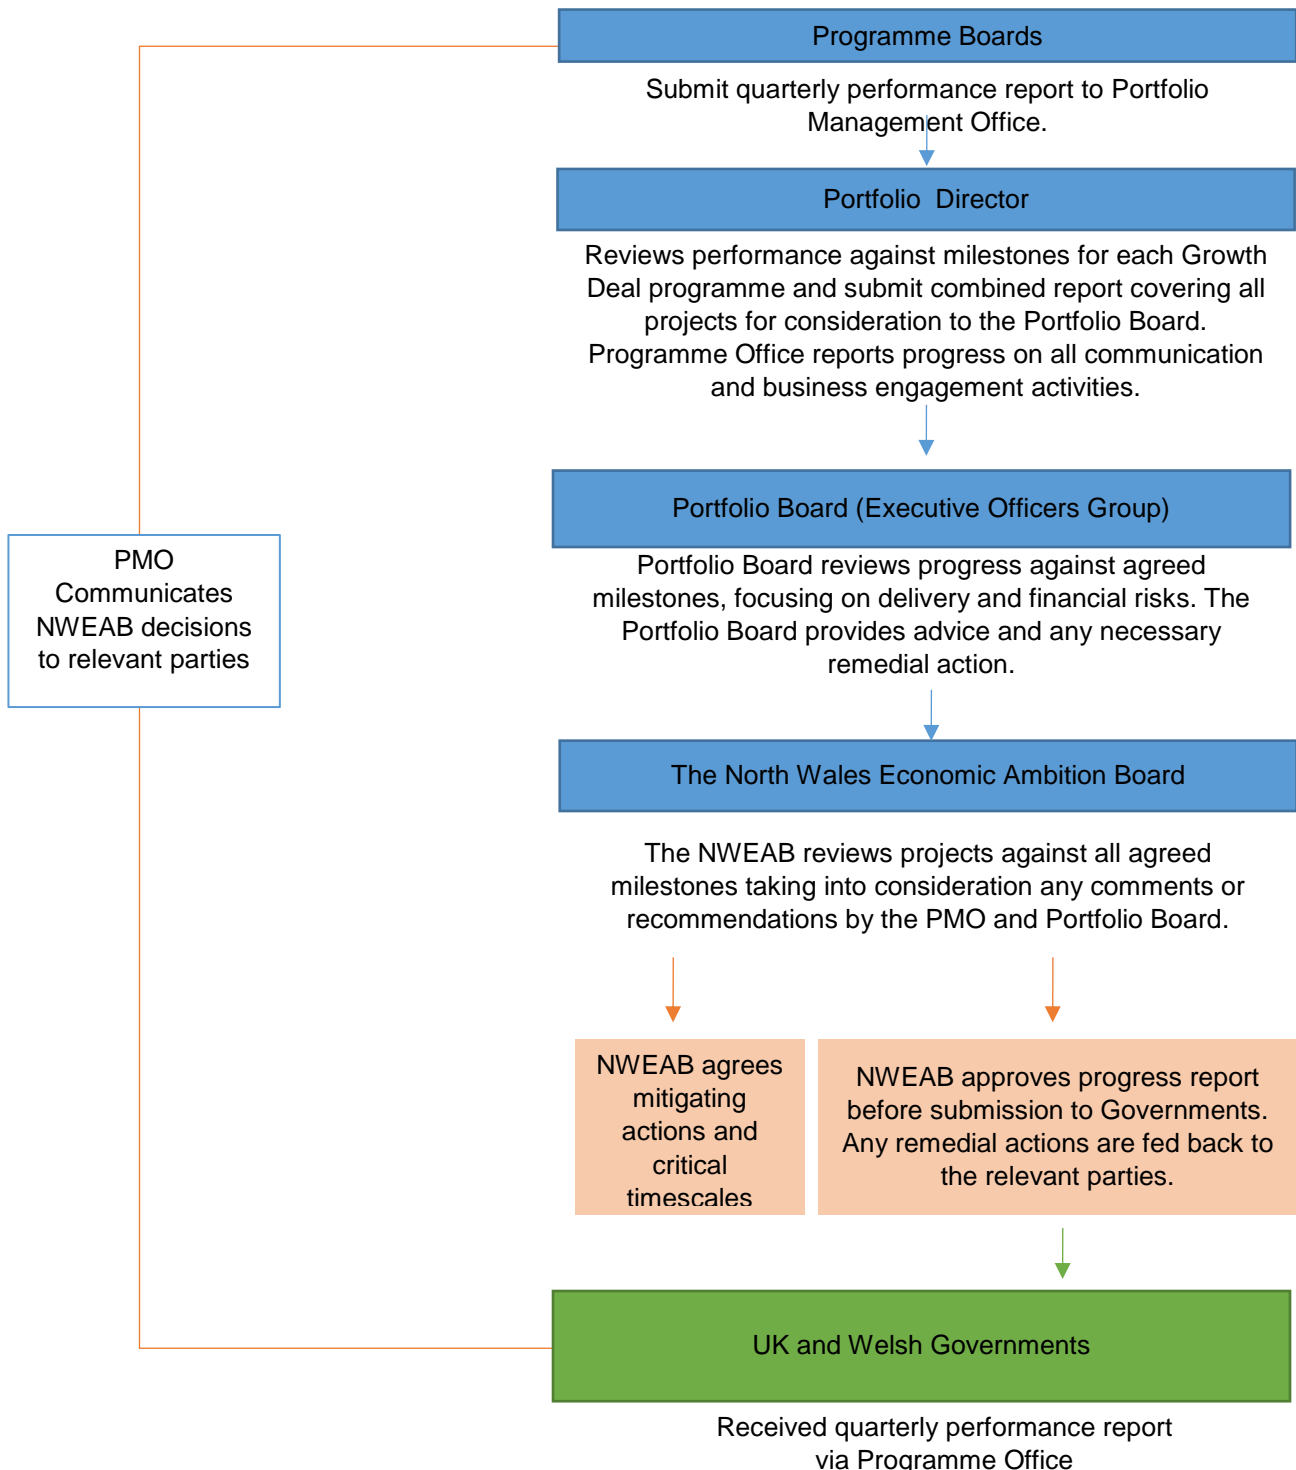 Programme Boards
Submit quarterly performance report to Portfolio
Management Office.
Portfolio  Director
Reviews performance against milestones for each Growth
Deal programme and submit combined report covering all
projects for consideration to the Portfolio Board.
Programme Office reports progress on all communication
and business engagement activities.
Portfolio Board (Executive Officers Group)
Portfolio Board reviews progress against agreed
milestones, focusing on delivery and financial risks. The
Portfolio Board provides advice and any necessary
remedial action.
PMO
Communicates
NWEAB decisions
to relevant parties
The North Wales Economic Ambition Board
The NWEAB reviews projects against all agreed
milestones taking into consideration any comments or
recommendations by the PMO and Portfolio Board.
NWEAB agrees
mitigating
actions and
critical
timescales
NWEAB approves progress report
before submission to Governments.
Any remedial actions are fed back to
the relevant parties.
UK and Welsh Governments
Received quarterly performance report
via Programme Office